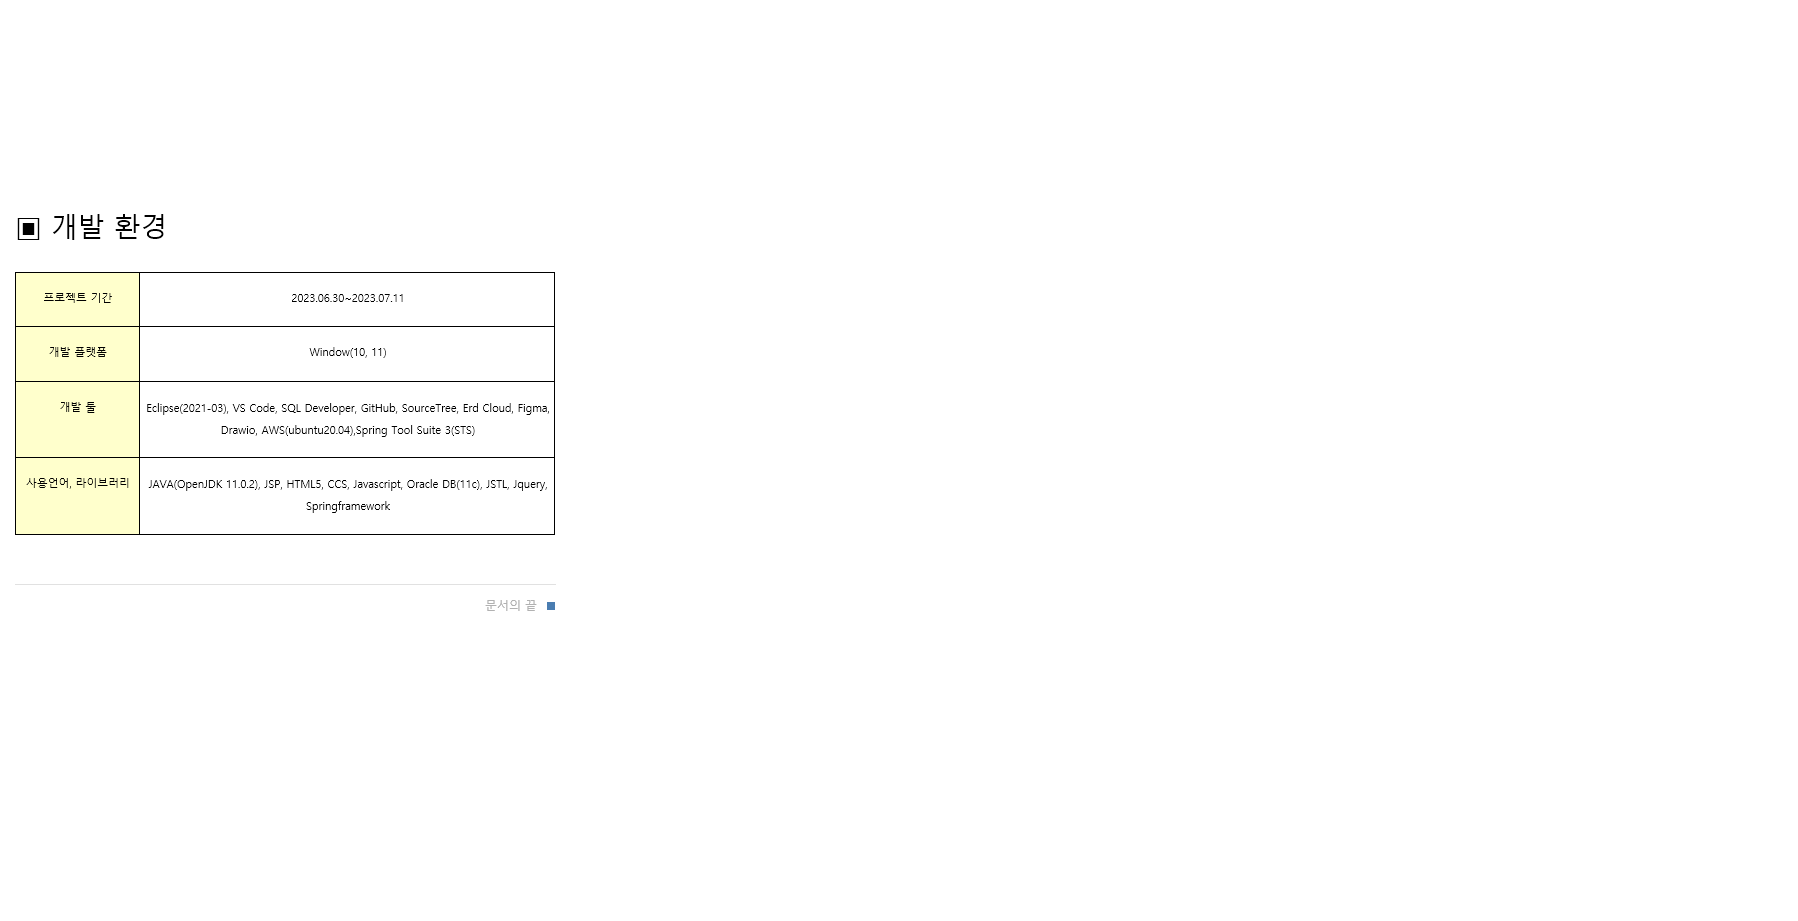 ▣ 개발 환경
프로젝트 기간
2023.06.30~2023.07.11
개발 플랫폼
Window(10, 11)
개발 툴
Eclipse(2021-03), VS Code, SQL Developer, GitHub, SourceTree, Erd Cloud, Figma,
Drawio, AWS(ubuntu20.04),Spring Tool Suite 3(STS)
사용언어, 라이브러리
JAVA(OpenJDK 11.0.2), JSP, HTML5, CCS, Javascript, Oracle DB(11c), JSTL, Jquery,
Springframework
문서의 끝